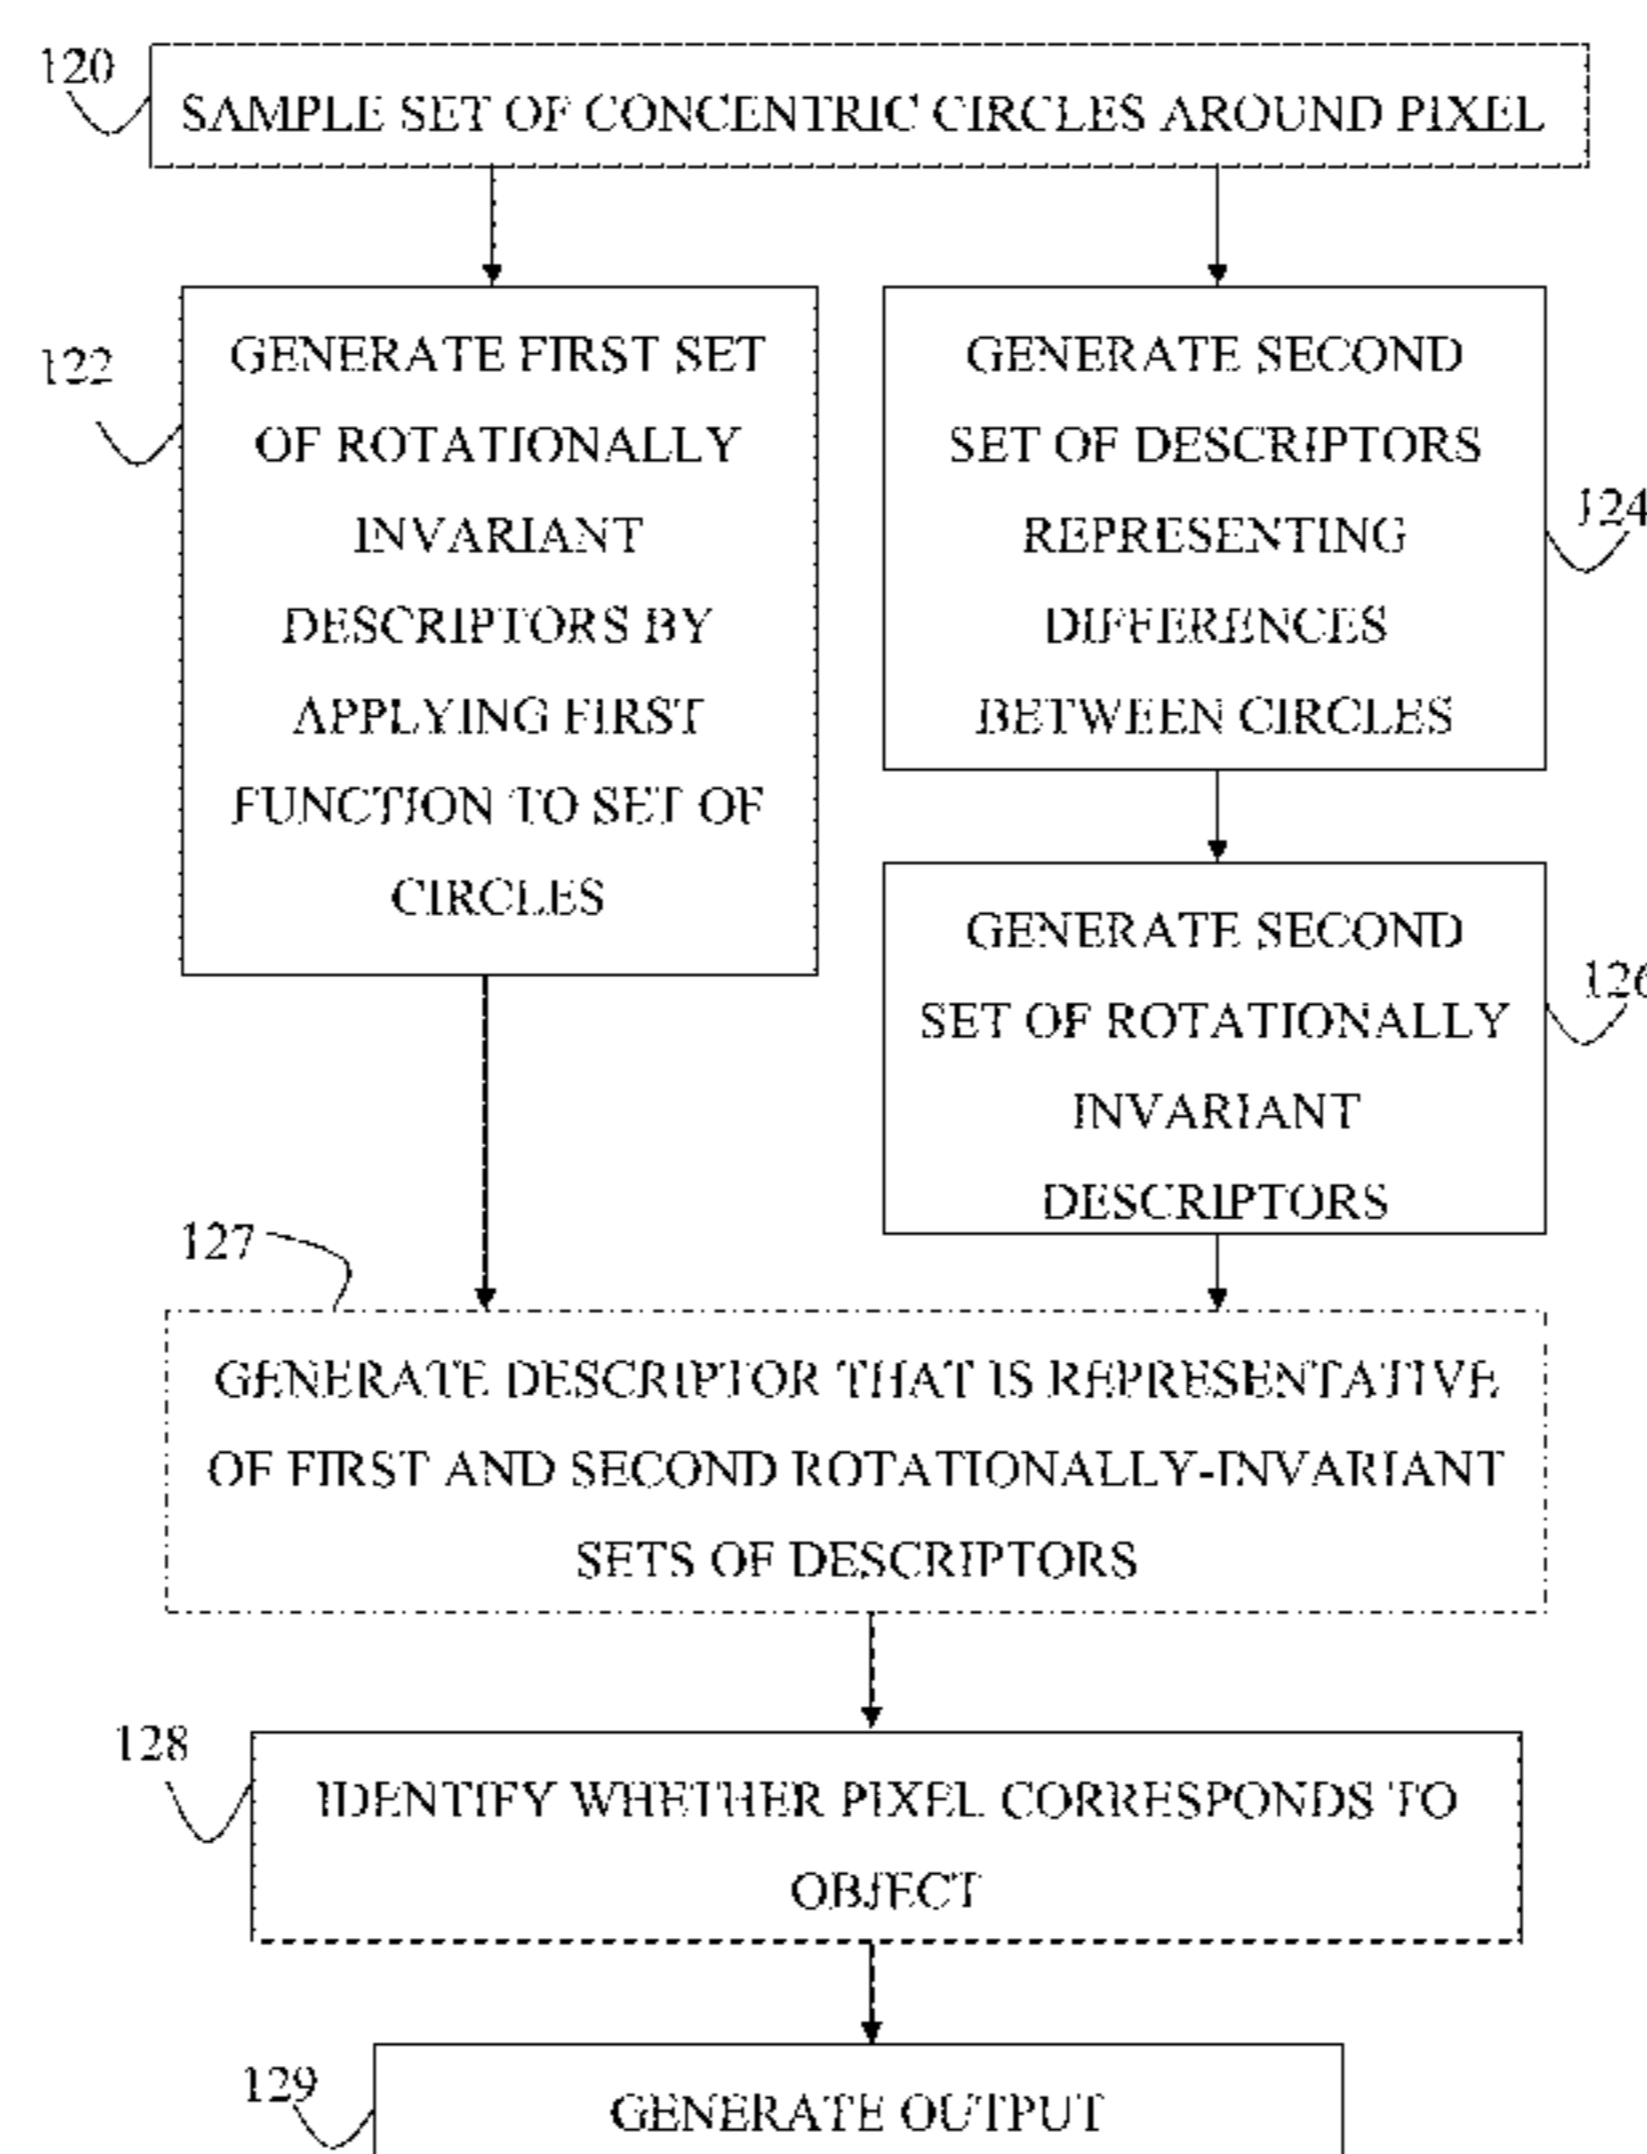 120
SAMPLE SET OF CONCENTRIC CIRCLES AROUND PIXEL
122
GENERATE FIRST SET
OF ROTATIONALLY
INVARIANT
DESCRIPTORS BY
APPLYING FIRST
FUNCTION TO SET OF
CIRCLES
GENERATE SECOND
SET OF DESCRIPTORS
REPRESENTING
DIFFERENCES
BETWEEN CIRCLES
124
GENERATE SECOND
SET OF ROTATIONALLY
INVARIANT
DESCRIPTORS
126
127
GENERATE DESCRIPTOR THAT IS REPRESENTATIVE
OF FIRST AND SECOND ROTATIONALLY-INVARIANT
SETS OF DESCRIPTORS
128
IDENTIFY WHETHER PIXEL CORRESPONDS TO
OBJECT
129
GENERATE OUTPUT